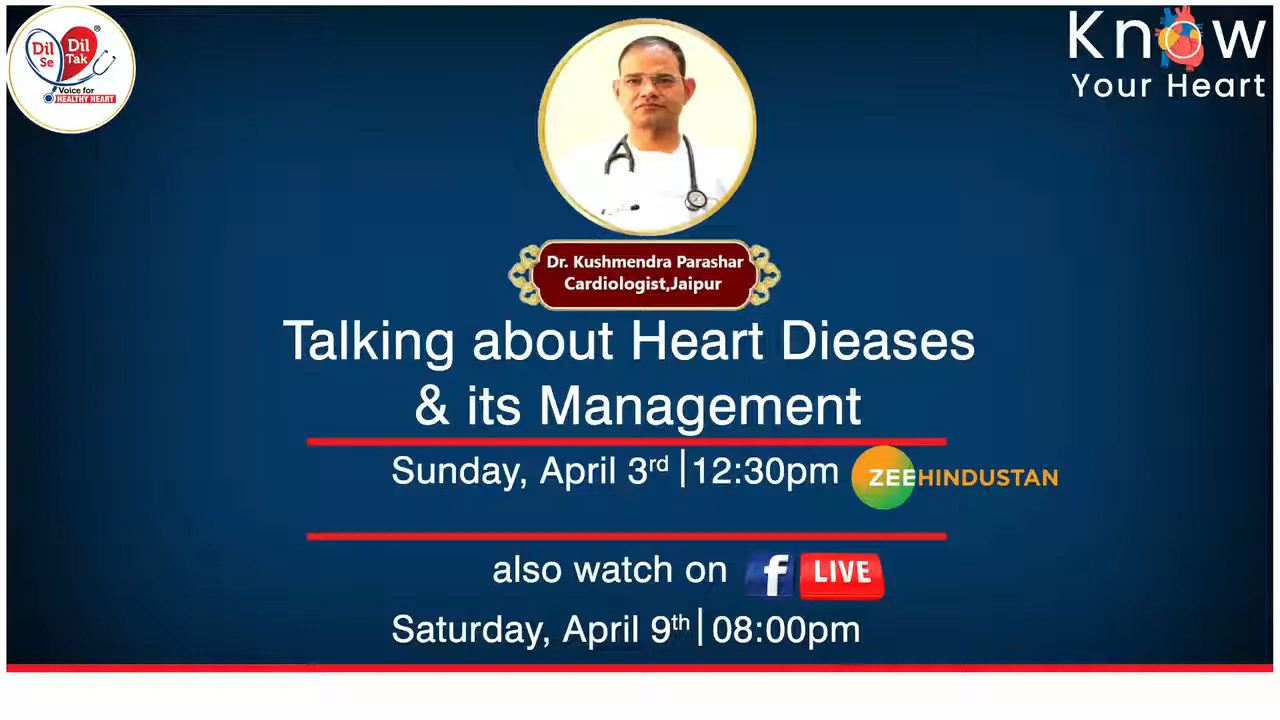 Dil Se
Dil Tak
®
Voice for
HEALTHY HEART
Know
Your Heart
Dr. Kushmendra Parashar
Cardiologist,Jaipur
Talking about Heart Dieases
& its Management
Sunday, April 3rd |12:30pm ZEEHINDUSTAN
also watch on f LIVE
Saturday, April 9th|08:00pm